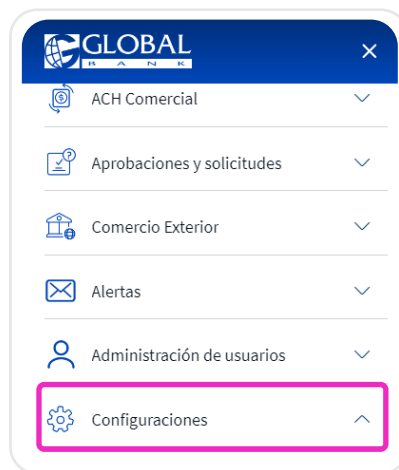 GLOBAL
BANK
ACH Comercial
Aprobaciones y solicitudes
Comercio Exterior
Alertas
Administración de usuarios
Configuraciones